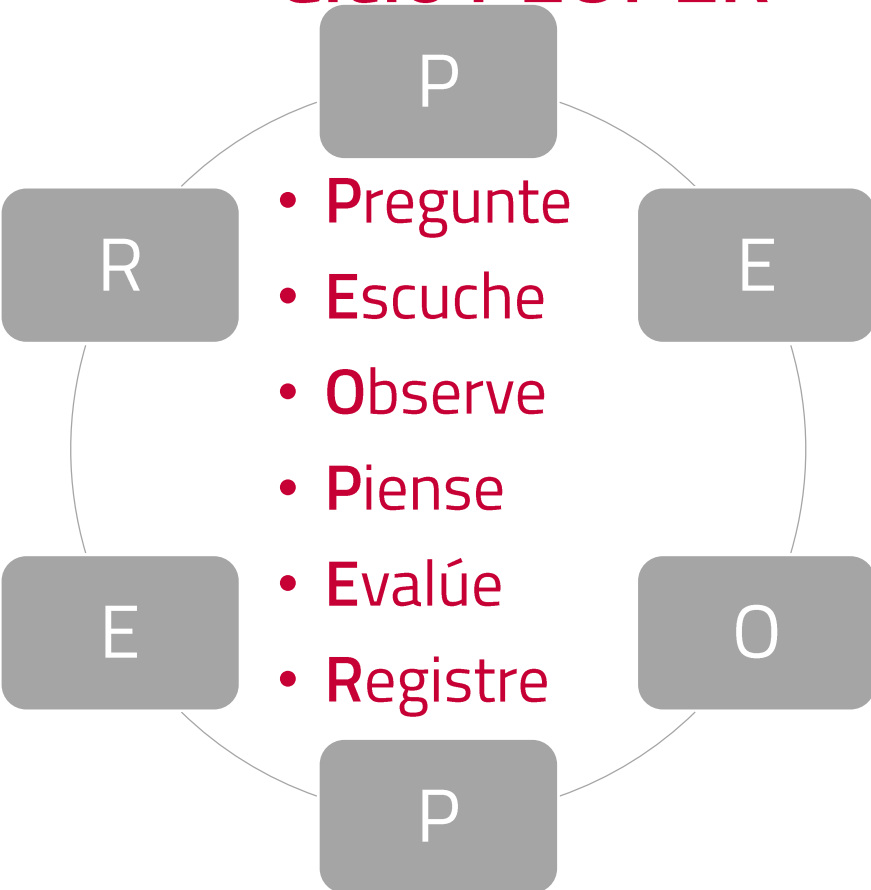 P
R
E
• Pregunte
• Escuche
• Observe
• Piense
• Evalúe
• Registre
E
O
P